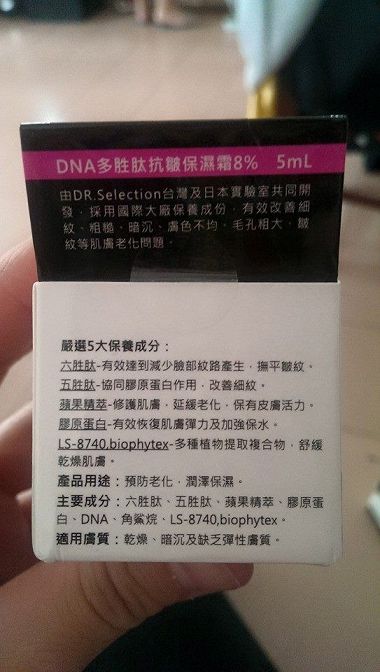 DNA多胜肽抗皺保濕霜8% 5mL
由DR.Selection台灣及日本實驗室共同開
發，採用國際大廠保養成份，有效改善細
紋、粗糙、暗沉、膚色不均、毛孔粗大、皺
紋等肌膚老化問題。
嚴選5大保養成分：
六胜肽-有效達到減少臉部紋路產生，撫平皺紋。
五胜肽-協同膠原蛋白作用，改善細紋。
蘋果精萃-修護肌膚，延緩老化，保有皮膚活力。
膠原蛋白-有效恢復肌膚彈力及加強保水。
LS-8740,biophytex-多種植物提取複合物，舒緩
乾燥肌膚。
產品用途：預防老化，潤澤保濕。
主要成分：六胜肽、五胜肽、蘋果精萃、膠原蛋
白、DNA、角鯊烷、LS-8740,biophytex。
適用膚質：乾燥、暗沉及缺乏彈性膚質。